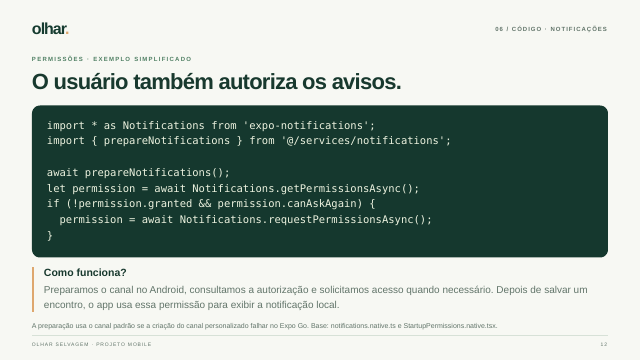 olhar.
06 / CÓDIGO · NOTIFICAÇÕES
PERMISSÕES · EXEMPLO SIMPLIFICADO
O usuário também autoriza os avisos.
import * as Notifications from 'expo-notifications';
import { prepareNotifications } from '@/services/notifications';
await prepareNotifications();
let permission = await Notifications.getPermissionsAsync();
if (!permission.granted && permission.canAskAgain) {
  permission = await Notifications.requestPermissionsAsync();
}
Como funciona?
Preparamos o canal no Android, consultamos a autorização e solicitamos acesso quando necessário. Depois de salvar um
encontro, o app usa essa permissão para exibir a notificação local.
A preparação usa o canal padrão se a criação do canal personalizado falhar no Expo Go. Base: notifications.native.ts e StartupPermissions.native.tsx.
OLHAR SELVAGEM · PROJETO MOBILE
12